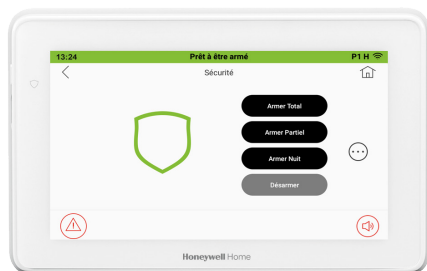 13:24 Prêt à être armé P1 H
Sécurité
Armer Total
Armer Partiel
Armer Nuit
Désarmer
Honeywell Home